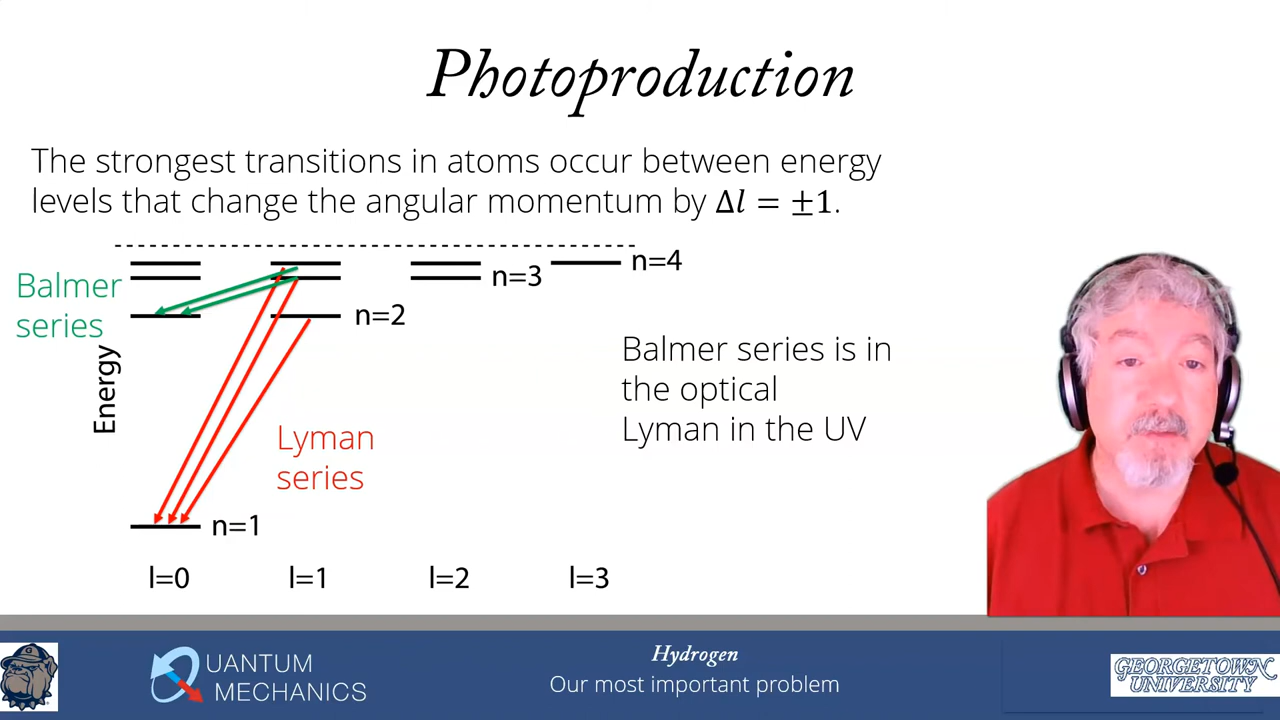 Photoproduction
The strongest transitions in atoms occur between energy
levels that change the angular momentum by Δl = ±1.
n=4
n=3
Balmer
series
n=2
Energy
Balmer series is in
the optical
Lyman in the UV
Lyman
series
n=1
l=0 l=1 l=2 l=3
QUANTUM
MECHANICS
Hydrogen
Our most important problem
GEORGETOWN
UNIVERSITY